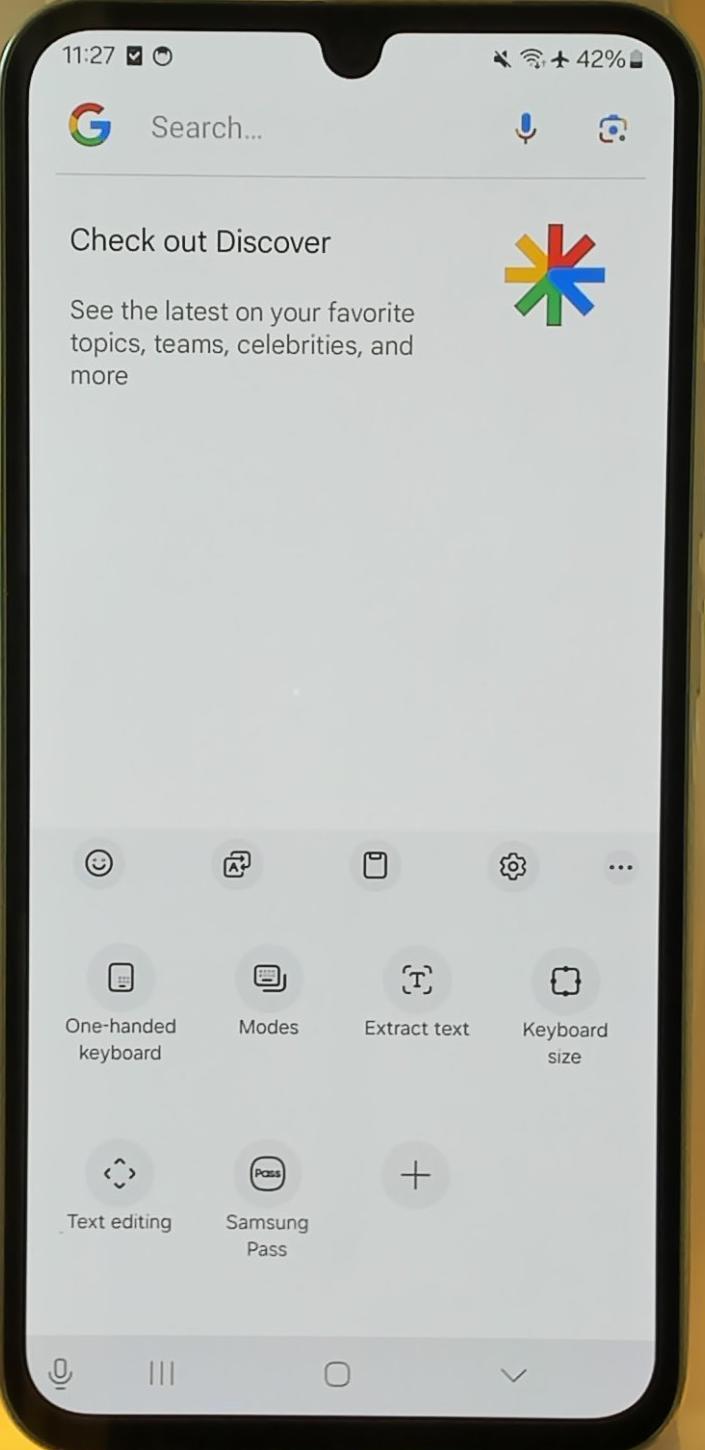 11:27 42%
G Search...
Check out Discover
See the latest on your favorite
topics, teams, celebrities, and
more
A
One-handed
keyboard
Modes
T
Extract text
Keyboard
size
Text editing
Pass
Samsung
Pass